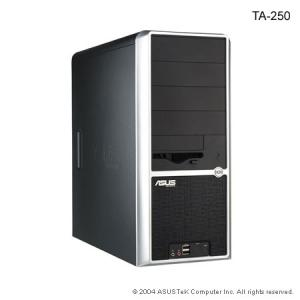 TA-250
ASUS
© 2004 ASUSTeK Computer Inc. All rights reserved.